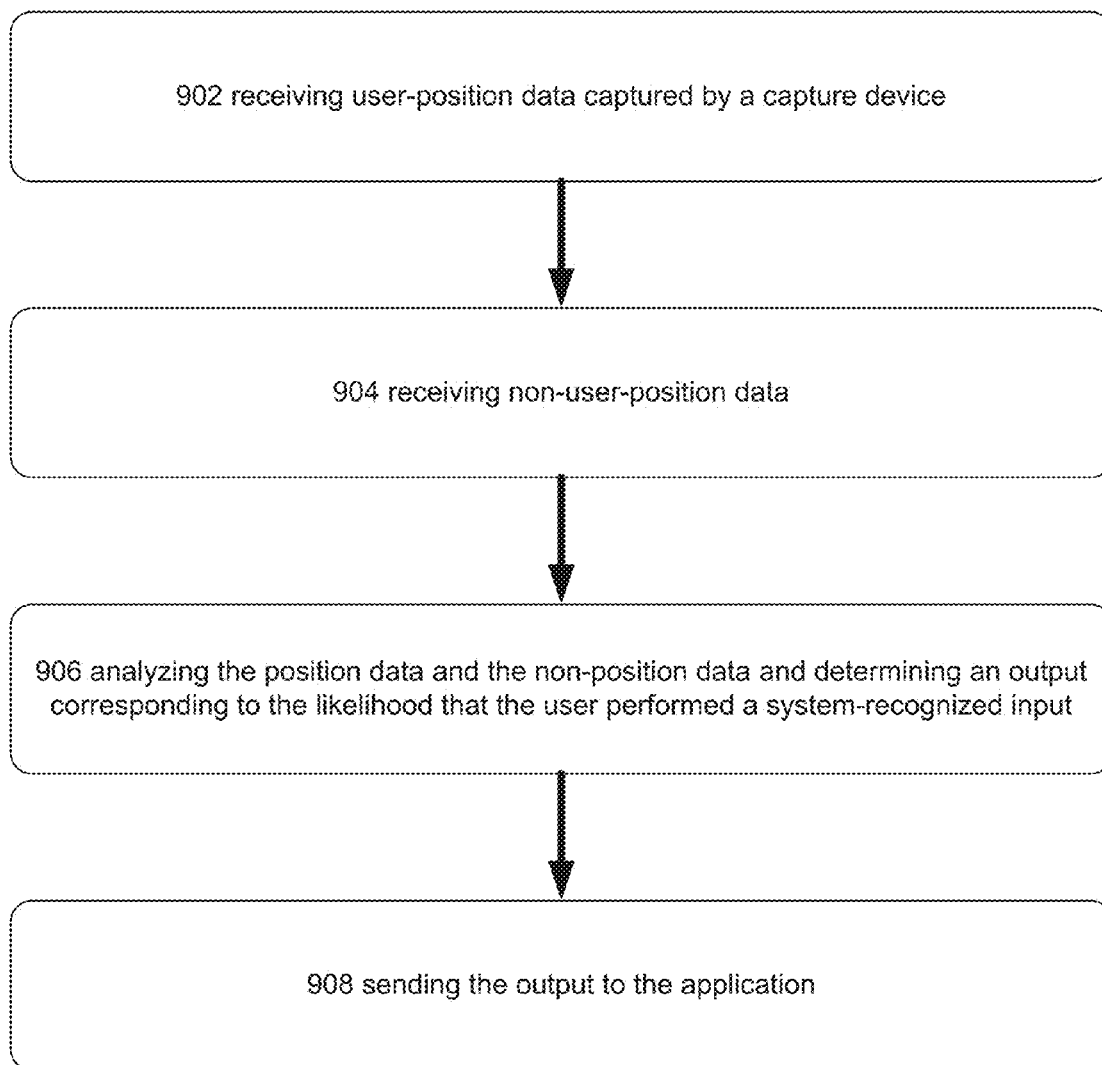 902 receiving user-position data captured by a capture device
904 receiving non-user-position data
906 analyzing the position data and the non-position data and determining an output
corresponding to the likelihood that the user performed a system-recognized input
908 sending the output to the application